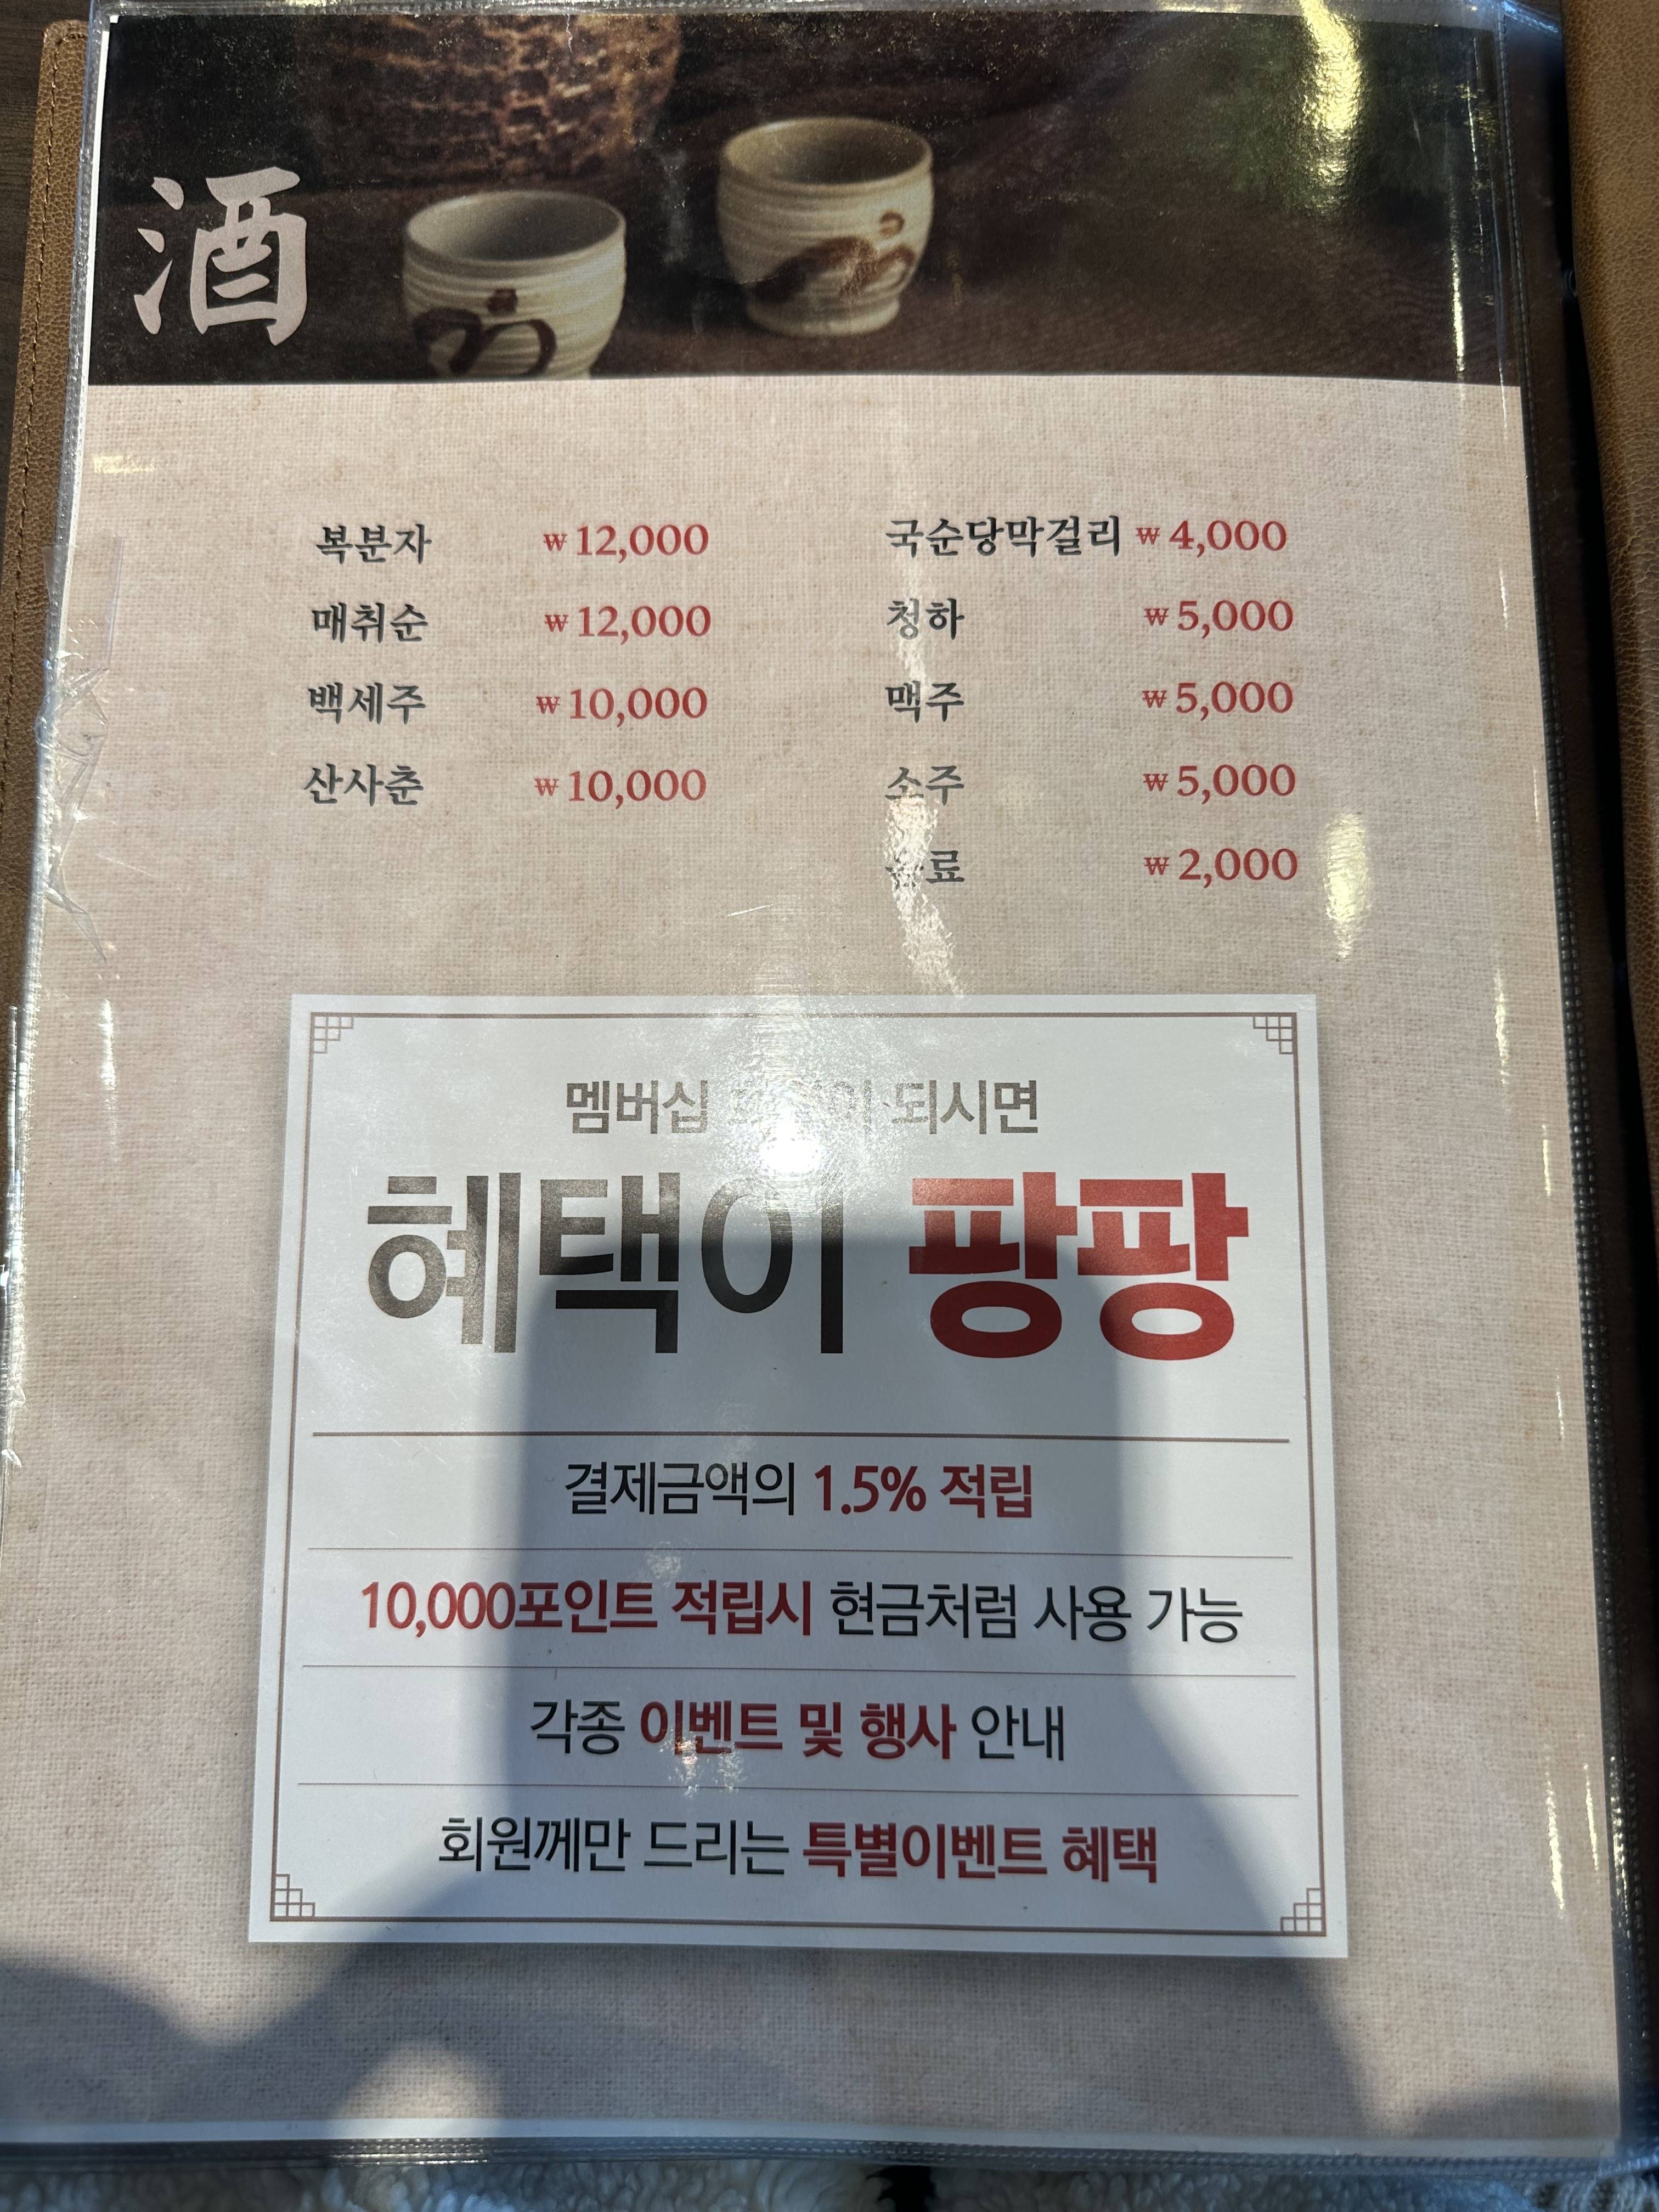 酒
복분자 ₩12,000
매취순 ₩12,000
백세주 ₩10,000
산사춘 ₩10,000
국순당막걸리 ₩4,000
청하 ₩5,000
맥주 ₩5,000
소주 ₩5,000
₩2,000
멤버십 되시면
혜택이 팡팡
결제금액의 1.5% 적립
10,000포인트 적립시 현금처럼 사용 가능
각종 이벤트 및 행사 안내
회원께만 드리는 특별이벤트 혜택